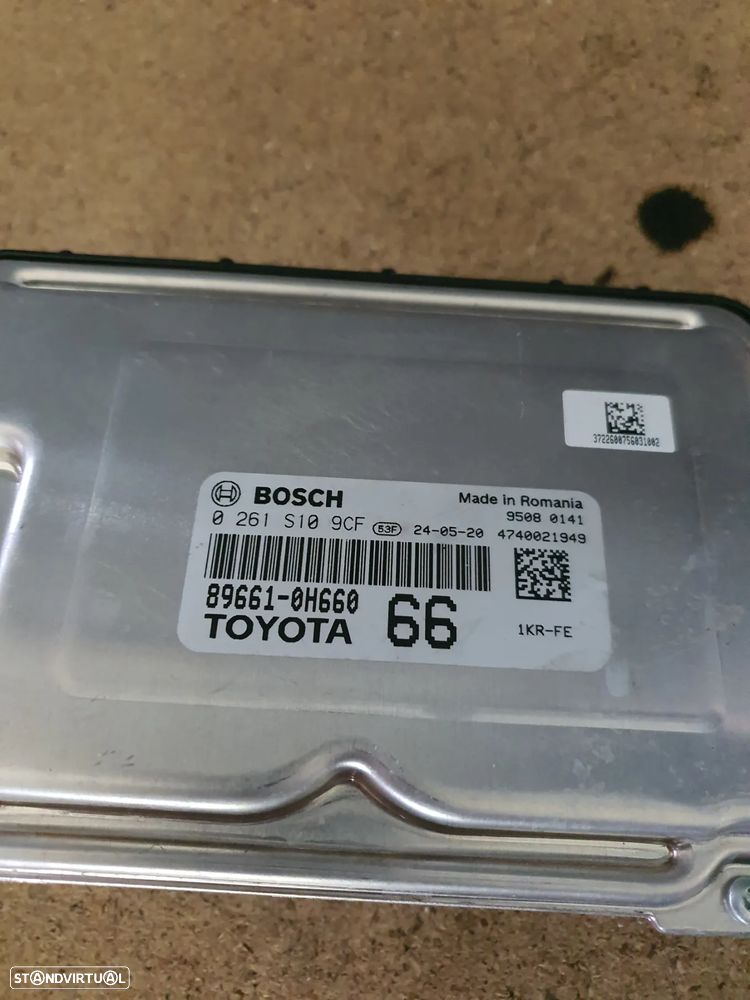 3722600756031002
BOSCH Made in Romania
0 261 S10 9CF 53F 24-05-20 9508 0141
4740021949
89661-0H660
TOYOTA 66 1KR-FE
STANDVIRTUAL